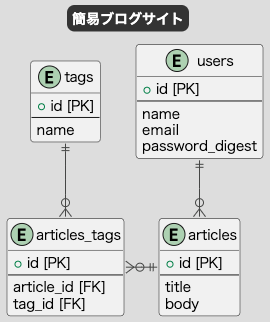 簡易ブログサイト
E tags
id [PK]
name
E users
id [PK]
name
email
password_digest
E articles_tags
id [PK]
article_id [FK]
tag_id [FK]
E articles
id [PK]
title
body